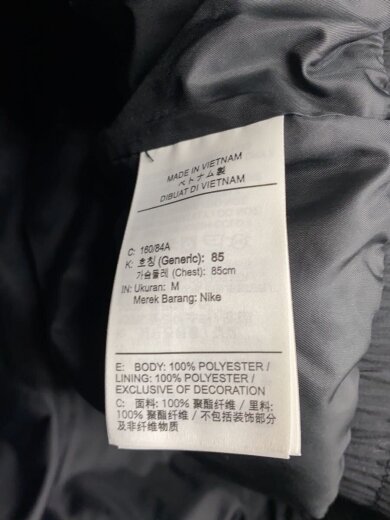 MADE IN VIETNAM
ベトナム製
DIBUAT DI VIETNAM
C: 160/84A
K: 호칭 (Generic): 85
가슴둘레 (Chest): 85cm
IN: Ukuran: M
Merek Barang: Nike
E: BODY: 100% POLYESTER /
LINING: 100% POLYESTER /
EXCLUSIVE OF DECORATION
C: 面料: 100% 聚酯纤维 / 里料:
100% 聚酯纤维 / 不包括装饰部分
及非纤维物质